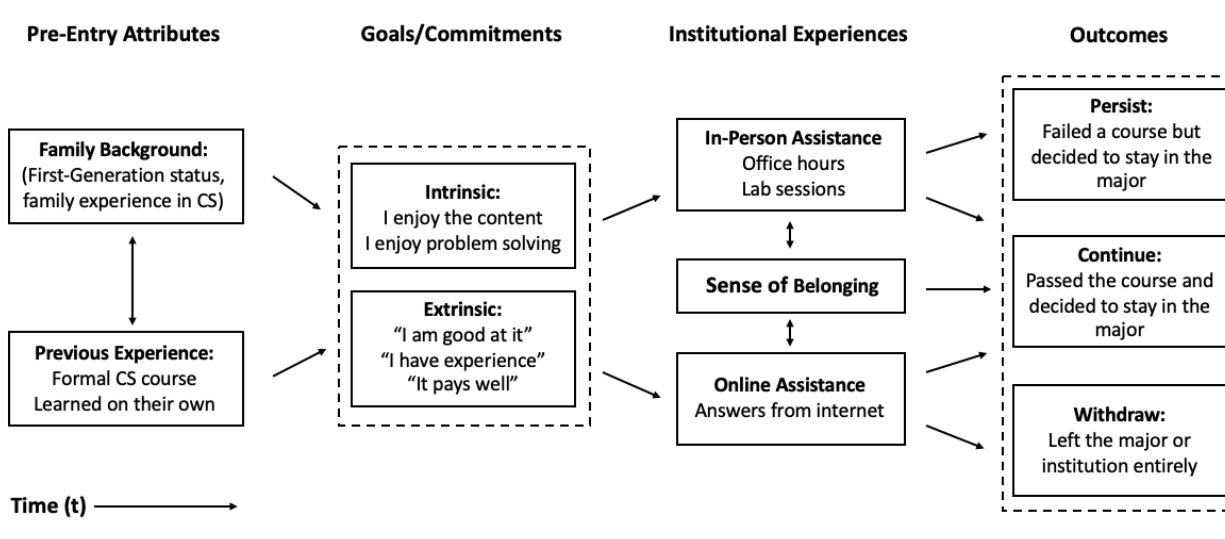 Pre-Entry Attributes
Goals/Commitments
Institutional Experiences
Outcomes
Family Background:
(First-Generation status,
family experience in CS)
Previous Experience:
Formal CS course
Learned on their own
Intrinsic:
I enjoy the content
I enjoy problem solving
Extrinsic:
“I am good at it”
“I have experience”
“It pays well”
In-Person Assistance
Office hours
Lab sessions
Sense of Belonging
Online Assistance
Answers from internet
Persist:
Failed a course but
decided to stay in the
major
Continue:
Passed the course and
decided to stay in the
major
Withdraw:
Left the major or
institution entirely
Time (t)